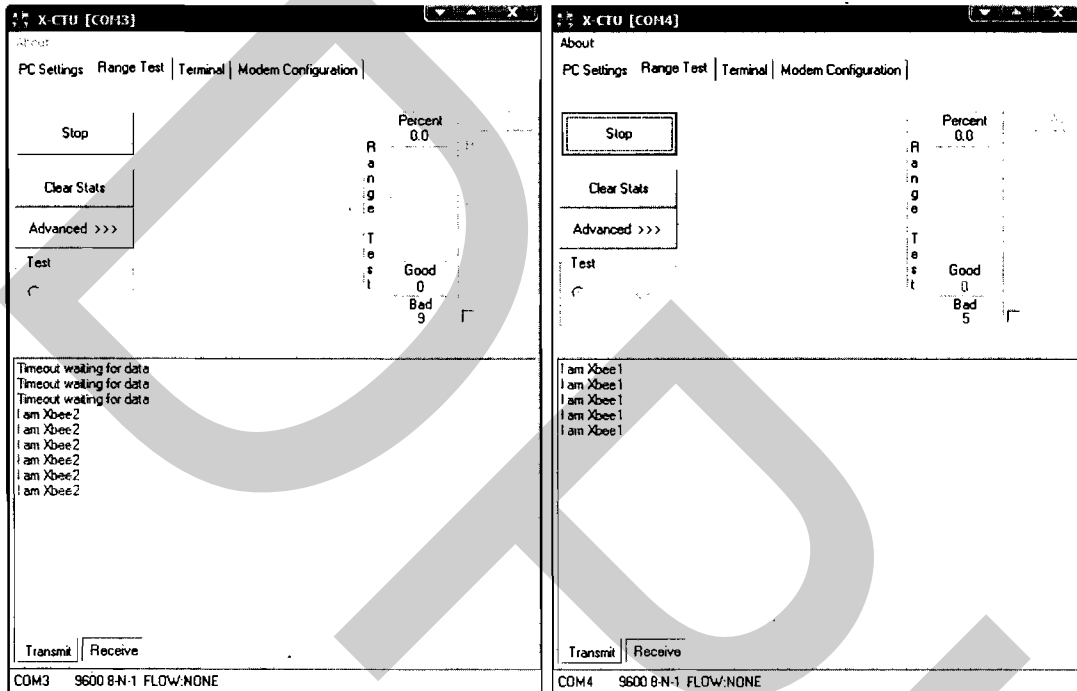 X-CTU [COM3]
About
PC Settings Range Test Terminal Modem Configuration
Stop
Clear Stats
Advanced >>>
Test
Percent
0.0
Range Test
Good
0
Bad
9
Timeout waiting for data
Timeout waiting for data
Timeout waiting for data
I am Xbee2
I am Xbee2
I am Xbee2
I am Xbee2
I am Xbee2
I am Xbee2
Transmit Receive
COM3 9600 8-N-1 FLOW:NONE
X-CTU [COM4]
About
PC Settings Range Test Terminal Modem Configuration
Stop
Clear Stats
Advanced >>>
Test
Percent
0.0
Range Test
Good
0
Bad
5
I am Xbee1
I am Xbee1
I am Xbee1
I am Xbee1
I am Xbee1
Transmit Receive
COM4 9600 8-N-1 FLOW:NONE